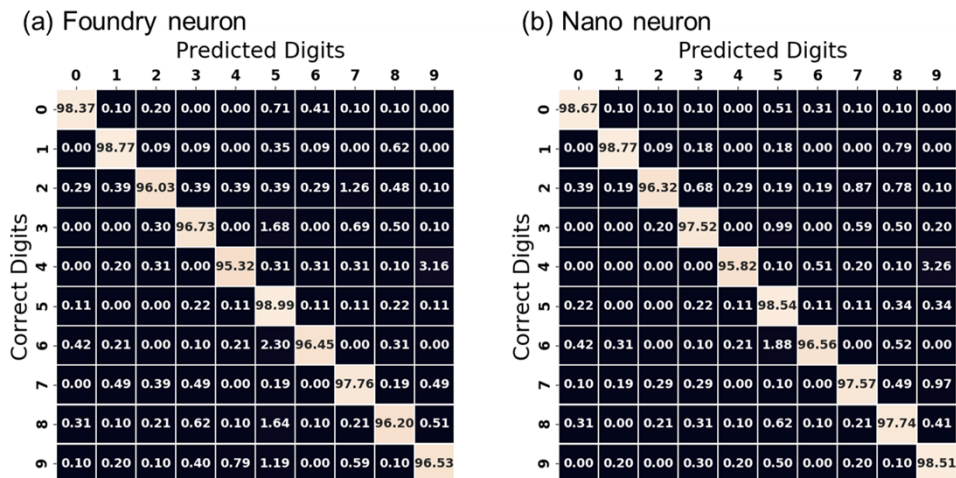 (a) Foundry neuron
Predicted Digits
0 1 2 3 4 5 6 7 8 9
Correct Digits
0 98.37 0.10 0.20 0.00 0.00 0.71 0.41 0.10 0.10 0.00
1 0.00 98.77 0.09 0.09 0.00 0.35 0.09 0.00 0.62 0.00
2 0.29 0.39 96.03 0.39 0.39 0.39 0.29 1.26 0.48 0.10
3 0.00 0.00 0.30 96.73 0.00 1.68 0.00 0.69 0.50 0.10
4 0.00 0.20 0.31 0.00 95.32 0.31 0.31 0.31 0.10 3.16
5 0.11 0.00 0.00 0.22 0.11 98.99 0.11 0.11 0.22 0.11
6 0.42 0.21 0.00 0.10 0.21 2.30 96.45 0.00 0.31 0.00
7 0.00 0.49 0.39 0.49 0.00 0.19 0.00 97.76 0.19 0.49
8 0.31 0.10 0.21 0.62 0.10 1.64 0.10 0.21 96.20 0.51
9 0.10 0.20 0.10 0.40 0.79 1.19 0.00 0.59 0.10 96.53
(b) Nano neuron
Predicted Digits
0 1 2 3 4 5 6 7 8 9
Correct Digits
0 98.67 0.10 0.10 0.10 0.00 0.51 0.31 0.10 0.10 0.00
1 0.00 98.77 0.09 0.18 0.00 0.18 0.00 0.00 0.79 0.00
2 0.39 0.19 96.32 0.68 0.29 0.19 0.19 0.87 0.78 0.10
3 0.00 0.00 0.20 97.52 0.00 0.99 0.00 0.59 0.50 0.20
4 0.00 0.00 0.00 0.00 95.82 0.10 0.51 0.20 0.10 3.26
5 0.22 0.00 0.00 0.22 0.11 98.54 0.11 0.11 0.34 0.34
6 0.42 0.31 0.00 0.10 0.21 1.88 96.56 0.00 0.52 0.00
7 0.10 0.19 0.29 0.29 0.00 0.10 0.00 97.57 0.49 0.97
8 0.31 0.00 0.21 0.31 0.10 0.62 0.10 0.21 97.74 0.41
9 0.00 0.20 0.00 0.30 0.20 0.50 0.00 0.20 0.10 98.51